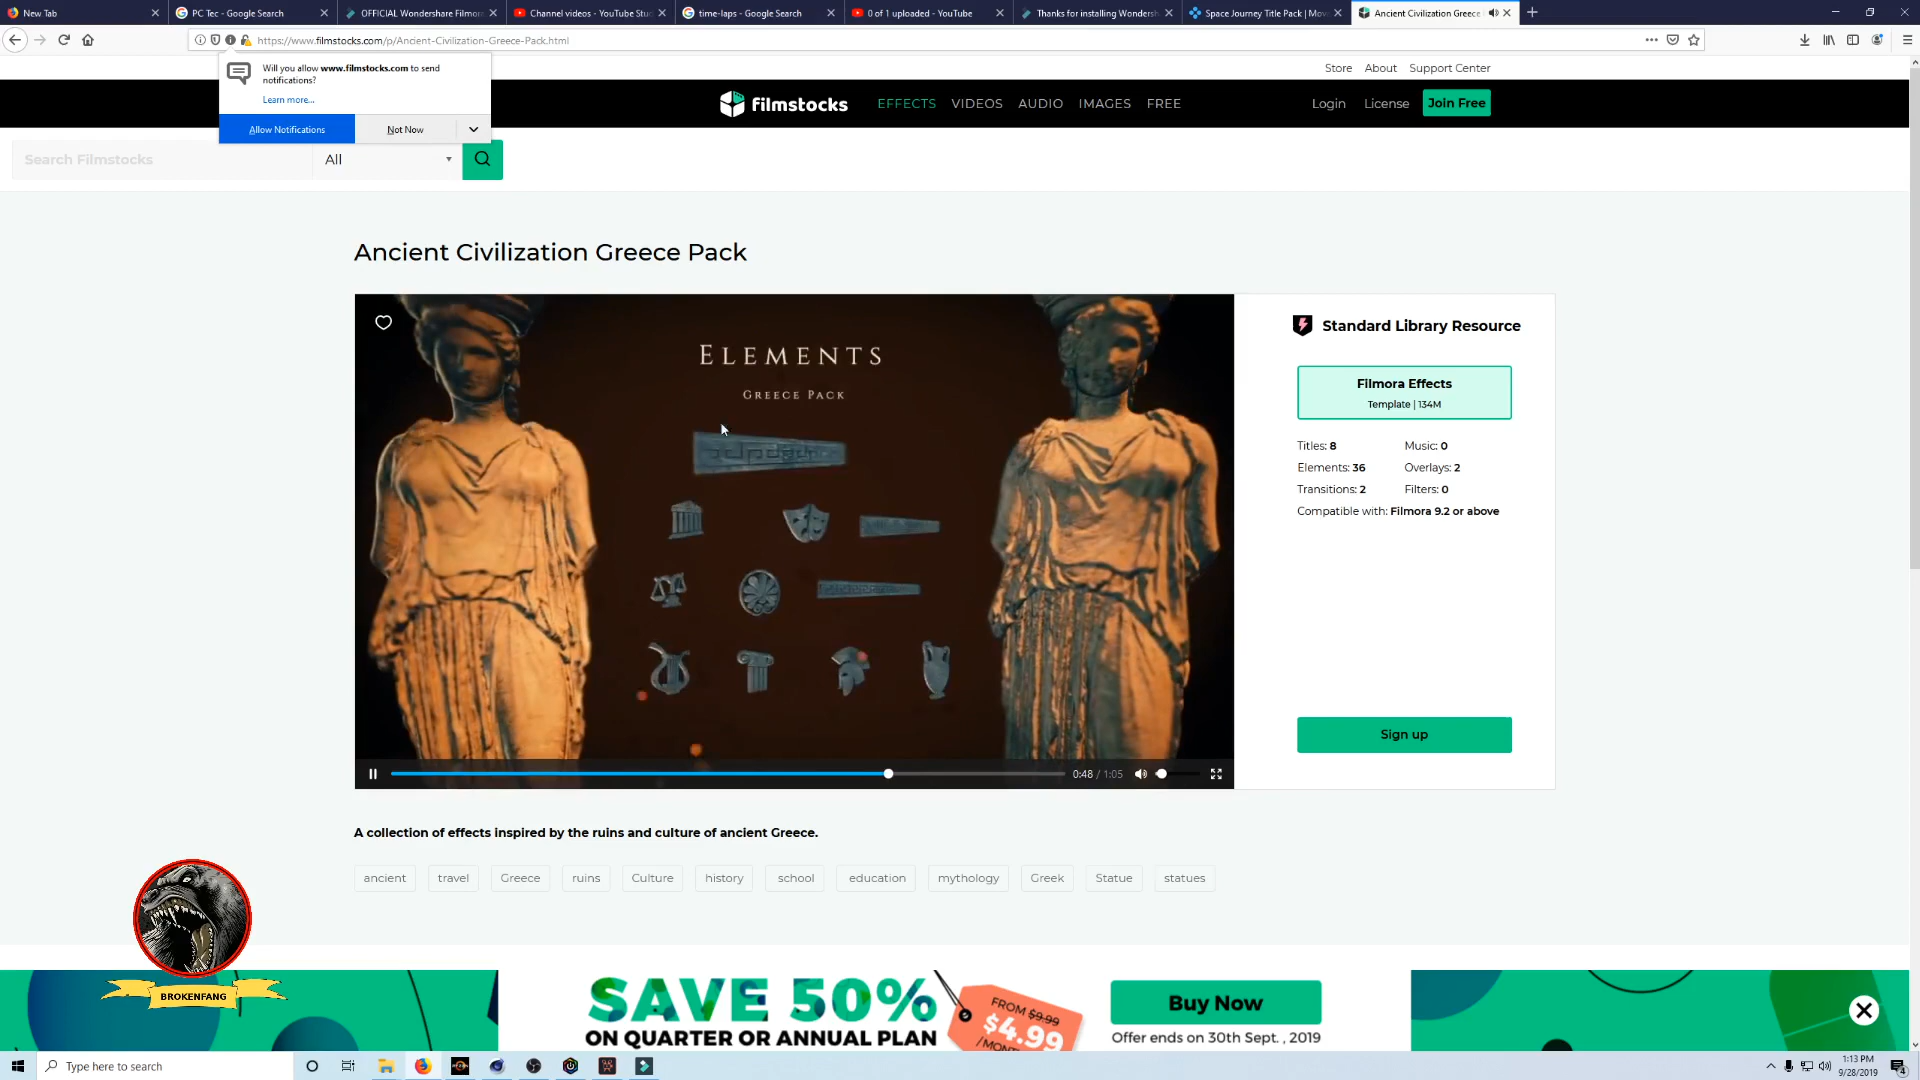 New Tab
PC Tec - Google Search
OFFICIAL Wondershare Filmor
Channel videos - YouTube Stu
time-laps - Google Search
0 of 1 uploaded - YouTube
Thanks for installing Wondersh
Space Journey Title Pack | Mov
Ancient Civilization Greece
https://www.filmstocks.com/p/Ancient-Civilization-Greece-Pack.html
Will you allow www.filmstocks.com to send
notifications?
Learn more...
Allow Notifications
Not Now
Store About Support Center
filmstocks
EFFECTS VIDEOS AUDIO IMAGES FREE
Login License Join Free
Search Filmstocks
All
Ancient Civilization Greece Pack
ELEMENTS
GREECE PACK
0:48 / 1:05
Standard Library Resource
Filmora Effects
Template | 134M
Titles: 8 Music: 0
Elements: 36 Overlays: 2
Transitions: 2 Filters: 0
Compatible with: Filmora 9.2 or above
Sign up
A collection of effects inspired by the ruins and culture of ancient Greece.
ancient travel Greece ruins Culture history school education mythology Greek Statue statues
BROKENFANG
SAVE 50%
ON QUARTER OR ANNUAL PLAN
FROM $9.99
$4.99
/MONTH
Buy Now
Offer ends on 30th Sept. , 2019
Type here to search
1:13 PM
9/28/2019
4